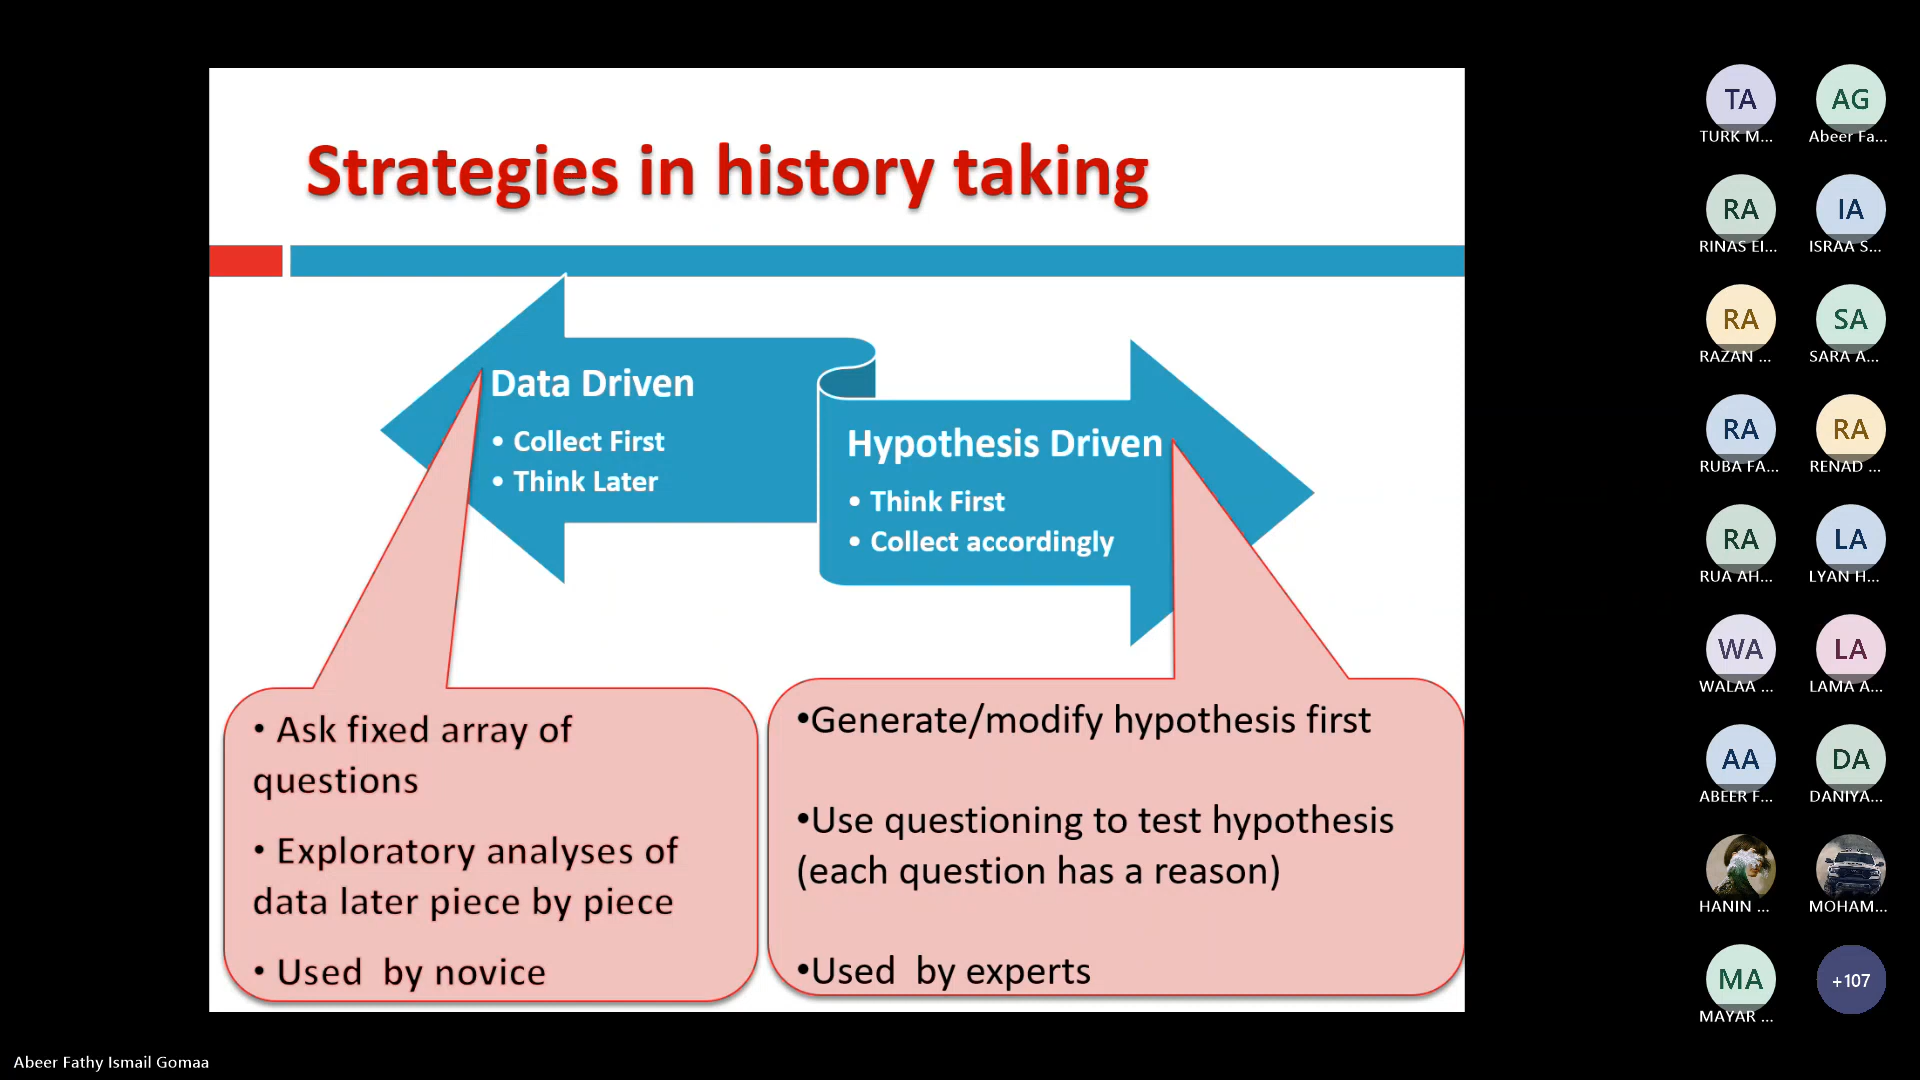 Strategies in history taking
Data Driven
• Collect First
• Think Later
Hypothesis Driven
• Think First
• Collect accordingly
• Ask fixed array of
questions
• Exploratory analyses of
data later piece by piece
• Used  by novice
•Generate/modify hypothesis first
•Use questioning to test hypothesis
(each question has a reason)
•Used  by experts
TA
TURK M...
AG
Abeer Fa...
RA
RINAS EI...
IA
ISRAA S...
RA
RAZAN ...
SA
SARA A...
RA
RUBA FA...
RA
RENAD ...
RA
RUA AH...
LA
LYAN H...
WA
WALAA ...
LA
LAMA A...
AA
ABEER F...
DA
DANIYA...
HANIN ...
MOHAM...
MA
MAYAR ...
+107
Abeer Fathy Ismail Gomaa